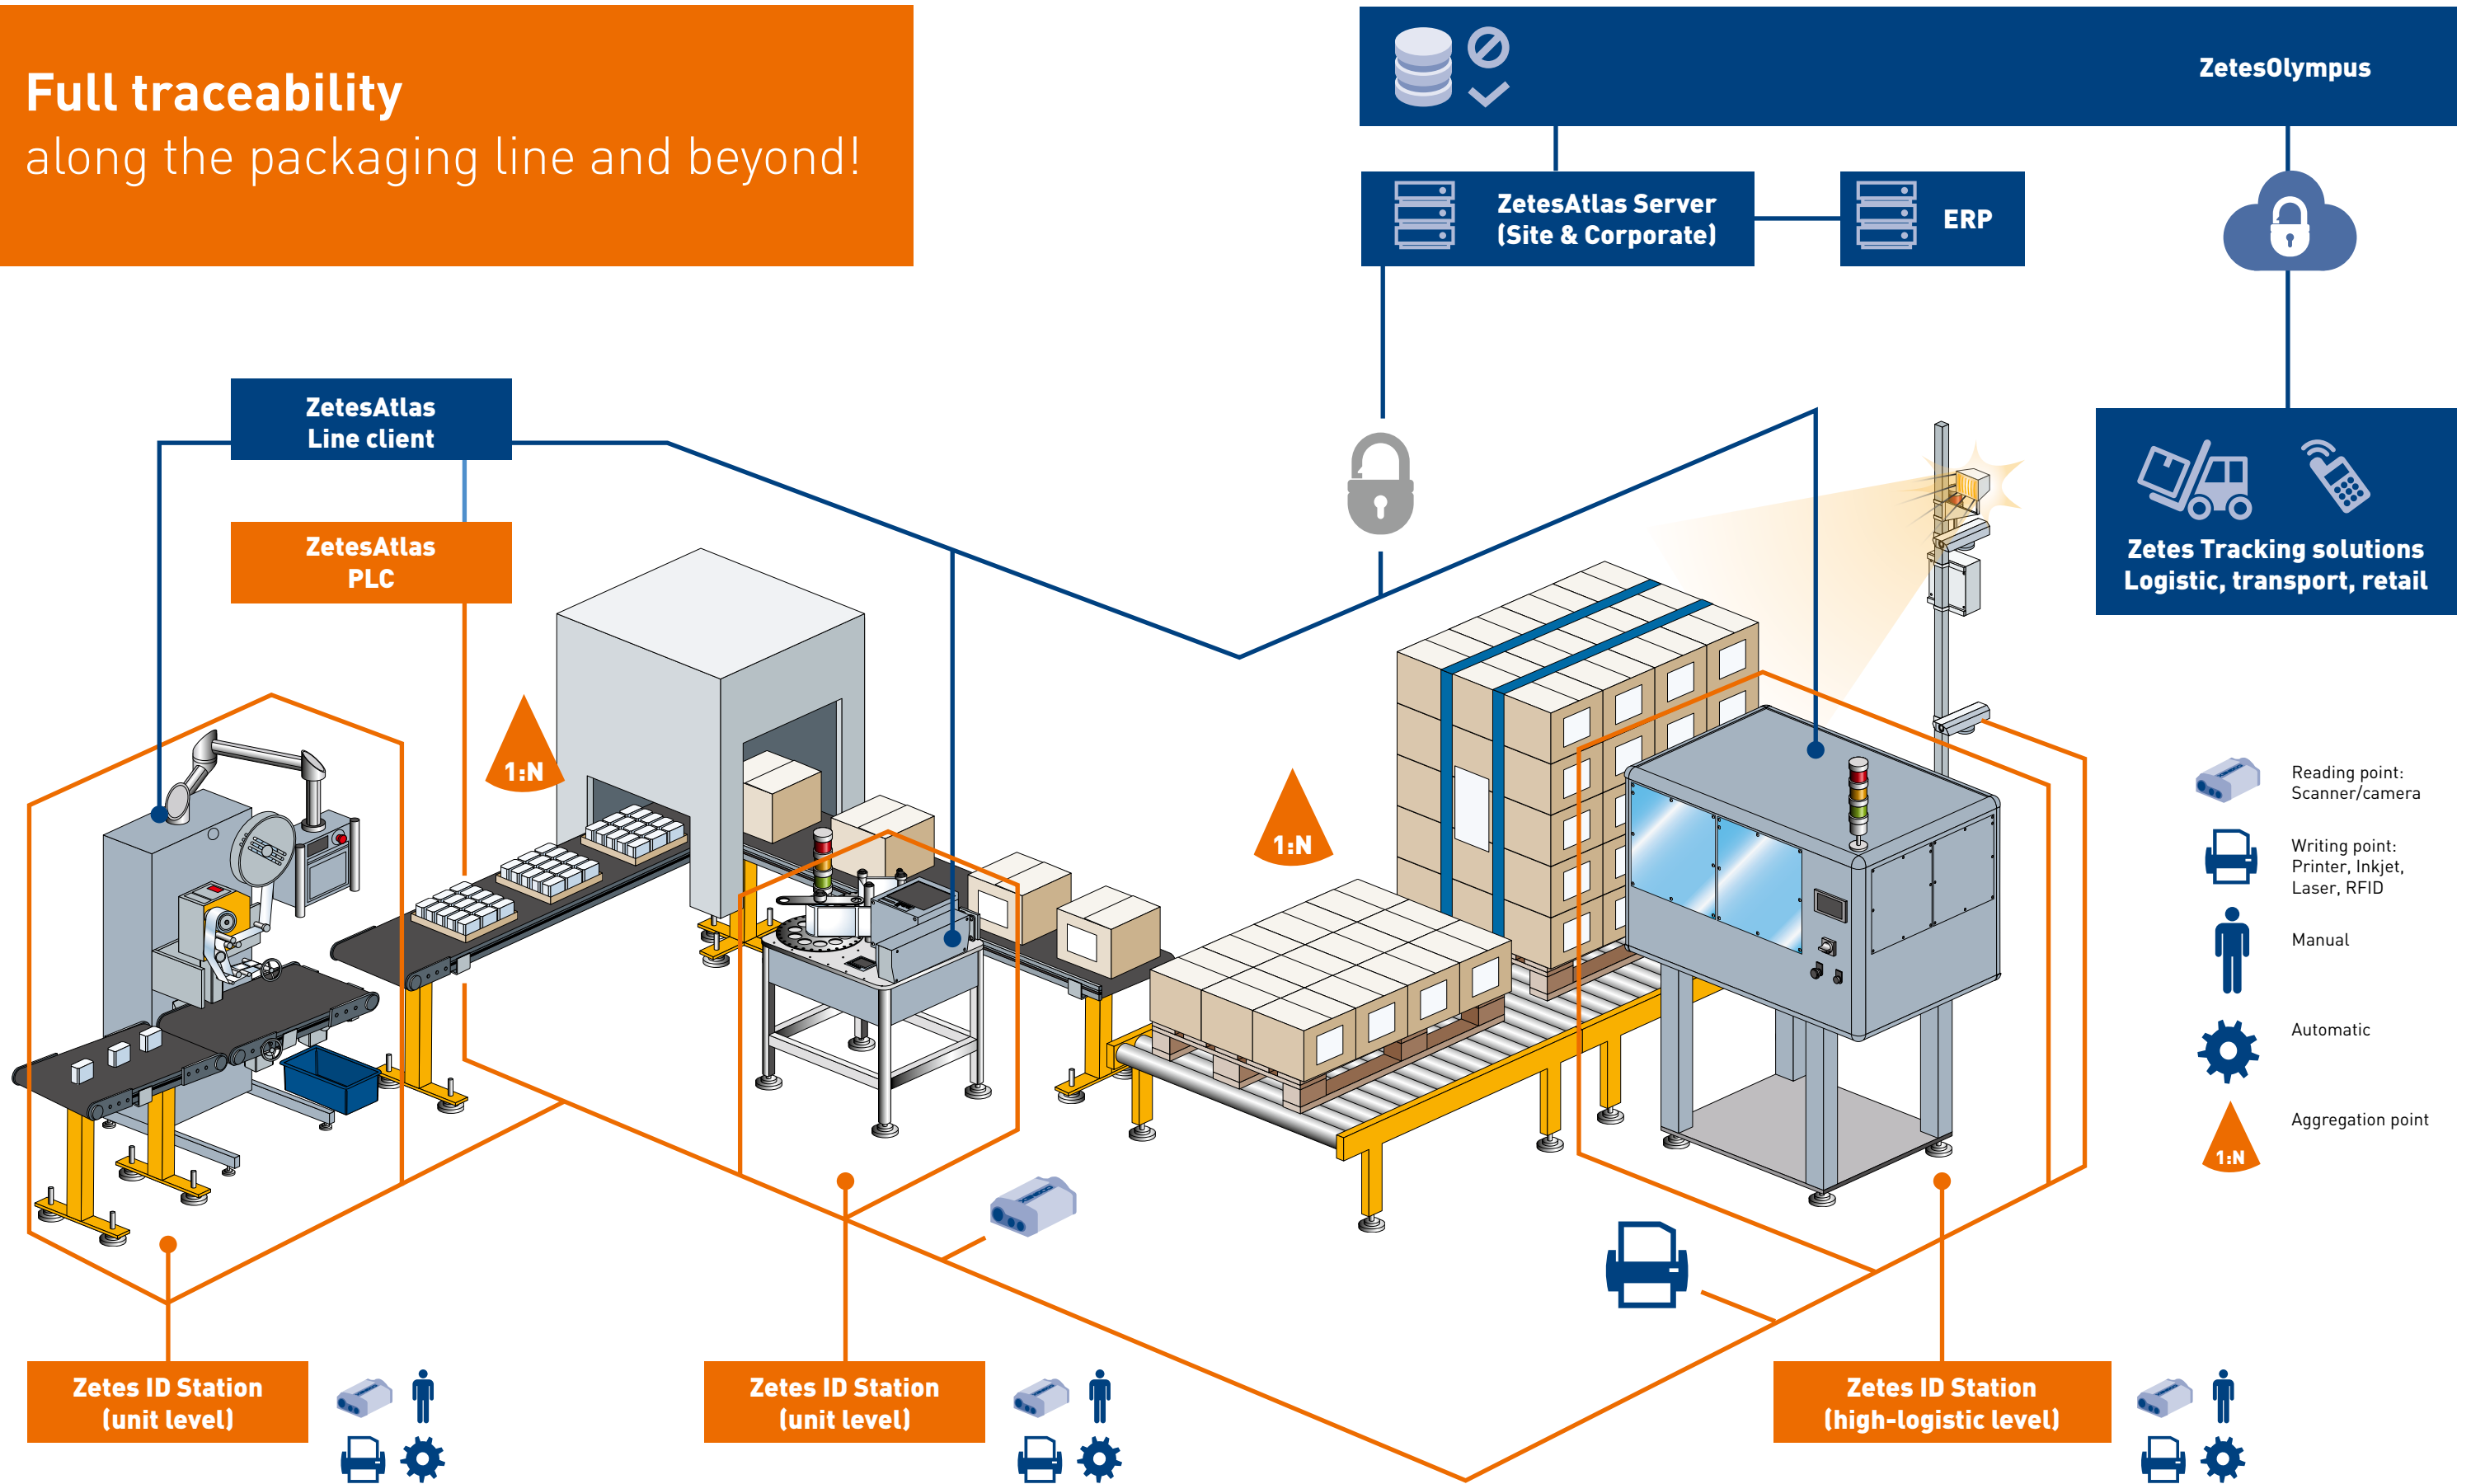 Full traceability
along the packaging line and beyond!
ZetesOlympus
ZetesAtlas Server
(Site & Corporate)
ERP
ZetesAtlas
Line client
ZetesAtlas
PLC
Zetes Tracking solutions
Logistic, transport, retail
1:N
1:N
Reading point:
Scanner/camera
Writing point:
Printer, Inkjet,
Laser, RFID
Manual
Automatic
Aggregation point
1:N
Zetes ID Station
(unit level)
Zetes ID Station
(unit level)
Zetes ID Station
(high-logistic level)